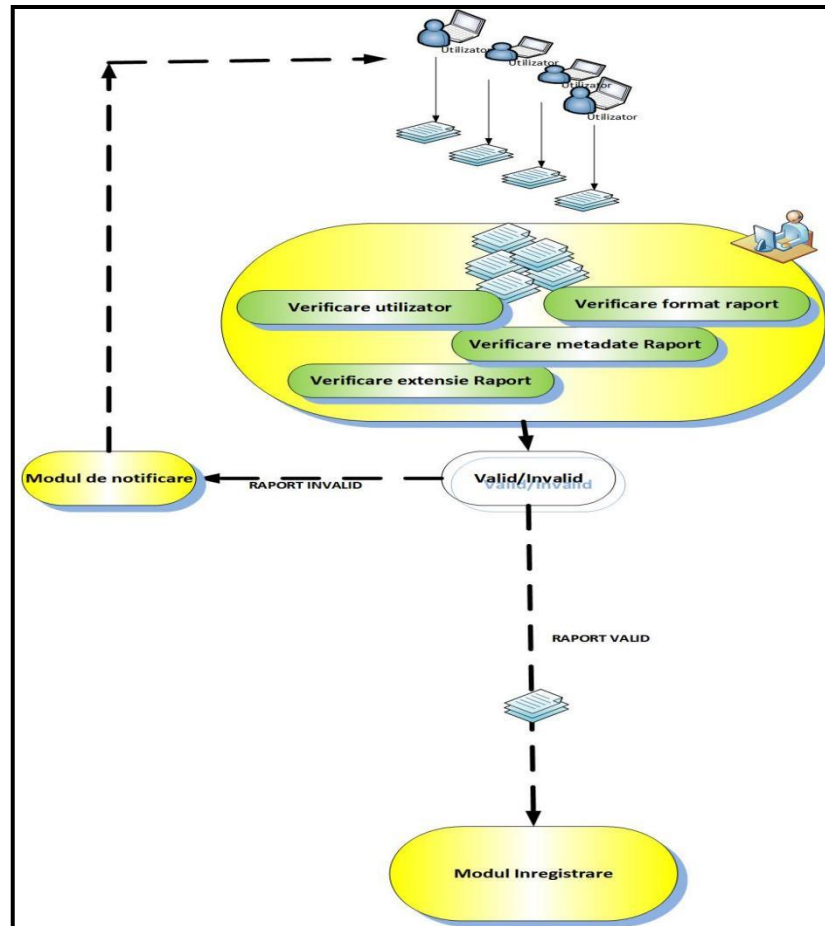 Utilizator
Utilizator
Utilizator
Utilizator
Verificare utilizator
Verificare format raport
Verificare metadate Raport
Verificare extensie Raport
Modul de notificare
RAPORT INVALID
Valid/Invalid
Valid/Invalid
RAPORT VALID
Modul Inregistrare